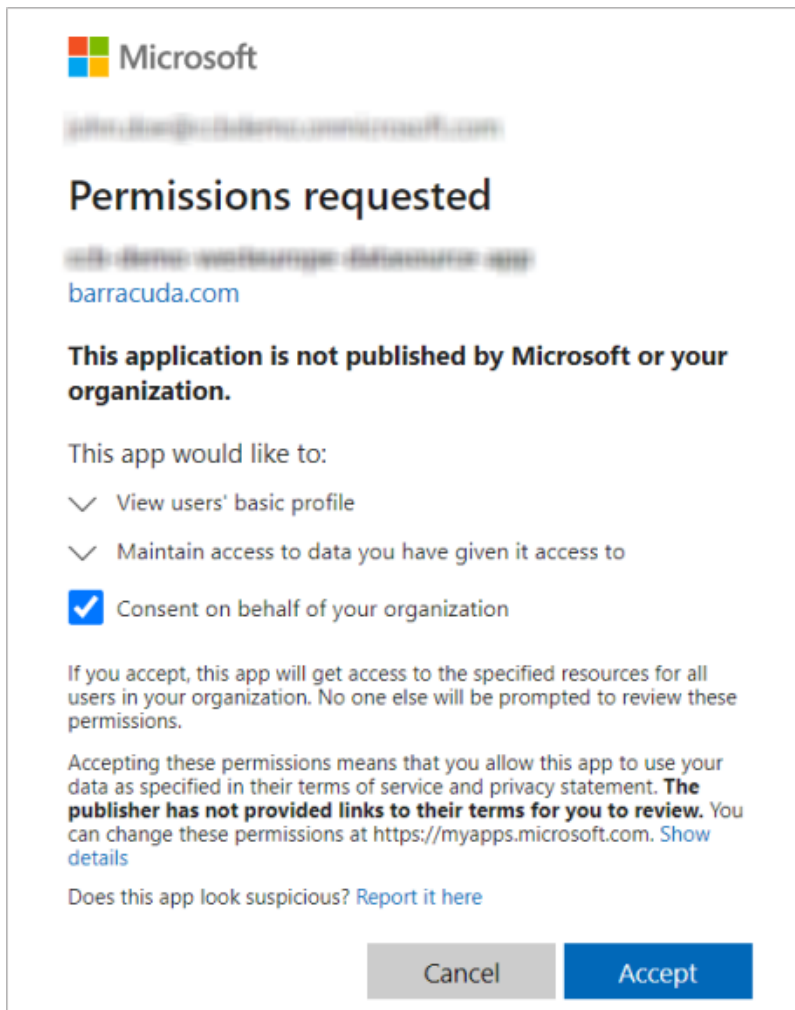 Microsoft
Permissions requested
barracuda.com
This application is not published by Microsoft or your
organization.
This app would like to:
View users' basic profile
Maintain access to data you have given it access to
Consent on behalf of your organization
If you accept, this app will get access to the specified resources for all
users in your organization. No one else will be prompted to review these
permissions.
Accepting these permissions means that you allow this app to use your
data as specified in their terms of service and privacy statement. The
publisher has not provided links to their terms for you to review. You
can change these permissions at https://myapps.microsoft.com. Show
details
Does this app look suspicious? Report it here
Cancel
Accept